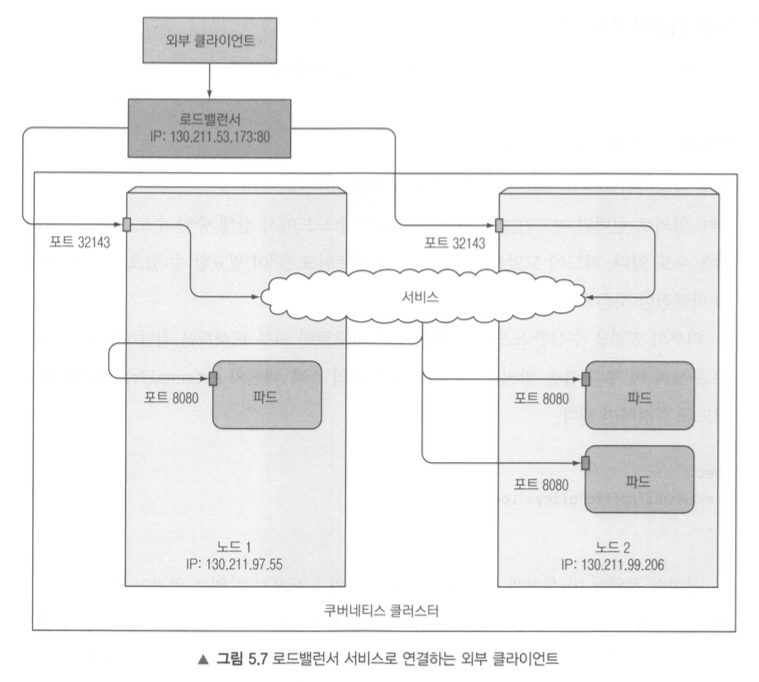 외부 클라이언트
로드밸런서
IP: 130.211.53.173:80
포트 32143
포트 32143
서비스
포트 8080
파드
포트 8080
파드
포트 8080
파드
노드 1
IP: 130.211.97.55
노드 2
IP: 130.211.99.206
쿠버네티스 클러스터
▲ 그림 5.7 로드밸런서 서비스로 연결하는 외부 클라이언트